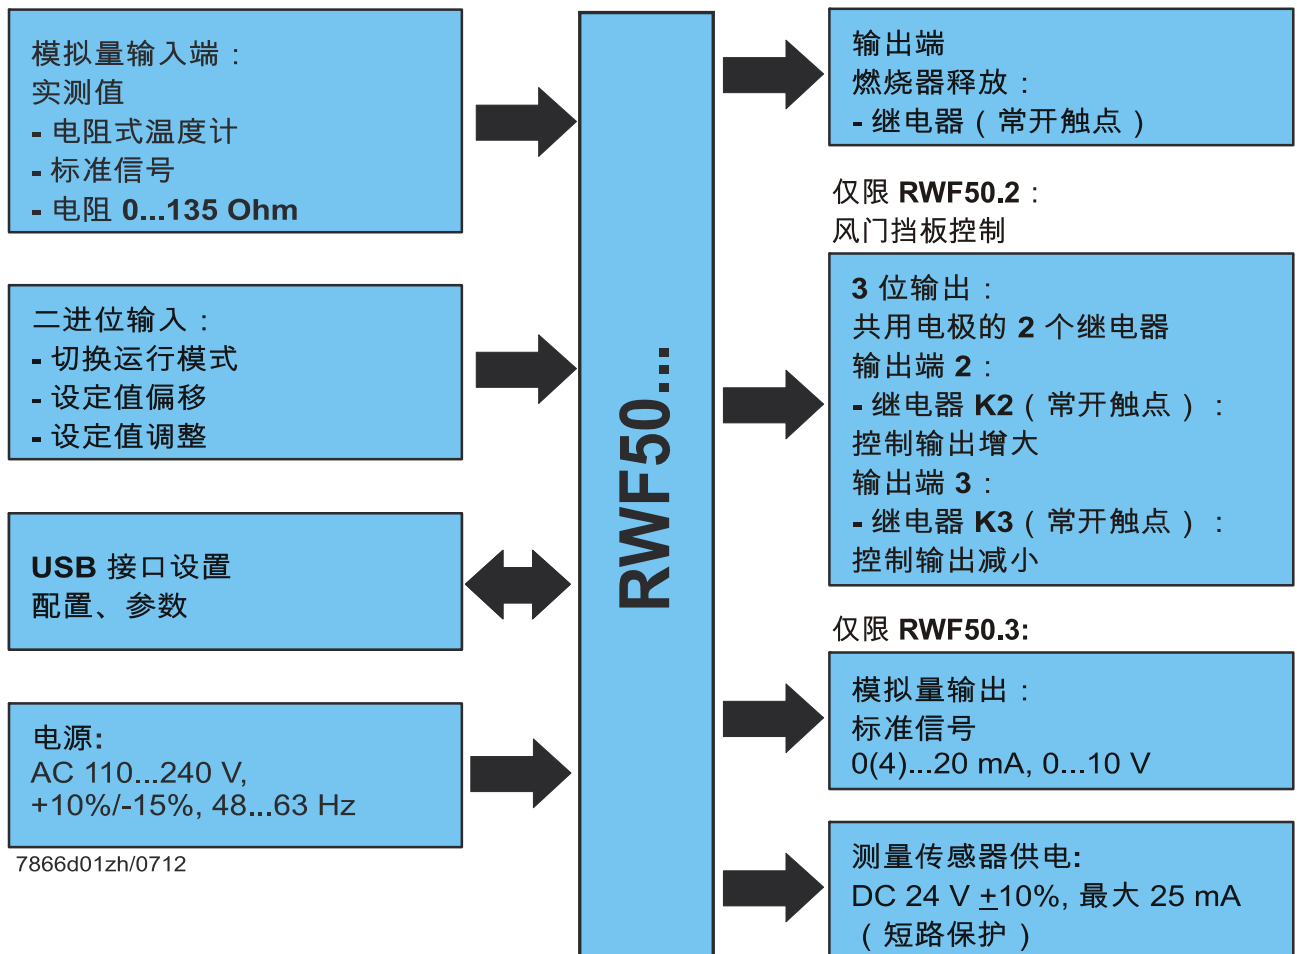 模拟量输入端：
实测值
- 电阻式温度计
- 标准信号
- 电阻 0...135 Ohm
二进位输入：
- 切换运行模式
- 设定值偏移
- 设定值调整
USB 接口设置
配置、参数
电源:
AC 110...240 V,
+10%/-15%, 48...63 Hz
7866d01zh/0712
RWF50...
输出端
燃烧器释放：
- 继电器（常开触点）
仅限 RWF50.2：
风门挡板控制
3 位输出：
共用电极的 2 个继电器
输出端 2：
- 继电器 K2（常开触点）：
控制输出增大
输出端 3：
- 继电器 K3（常开触点）：
控制输出减小
仅限 RWF50.3:
模拟量输出：
标准信号
0(4)...20 mA, 0...10 V
测量传感器供电:
DC 24 V ±10%, 最大 25 mA
（短路保护）